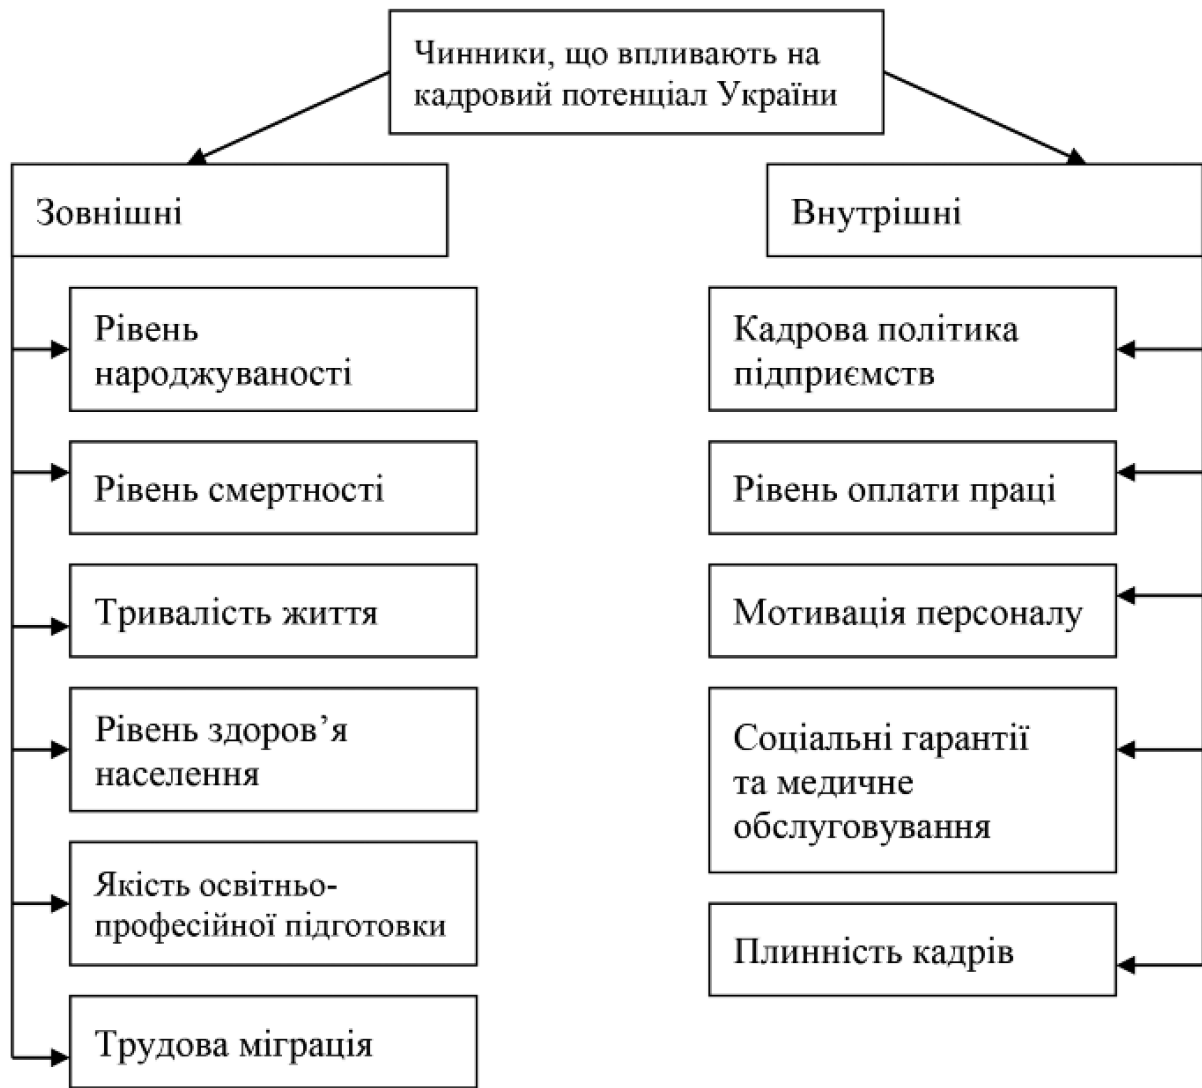 Чинники, що впливають на
кадровий потенціал України
Зовнішні
Рівень
народжуваності
Рівень смертності
Тривалість життя
Рівень здоров’я
населення
Якість освітньо-
професійної підготовки
Трудова міграція
Внутрішні
Кадрова політика
підприємств
Рівень оплати праці
Мотивація персоналу
Соціальні гарантії
та медичне
обслуговування
Плинність кадрів